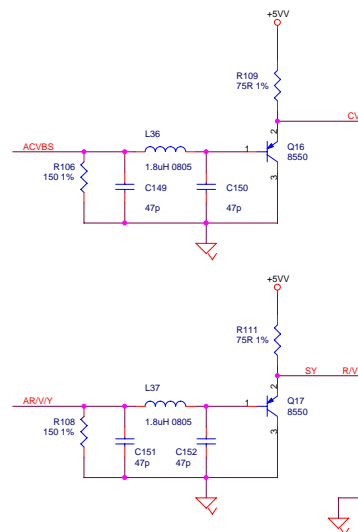 +5VV
R109
75R 1%
CV
ACVBS
L36
Q16
8550
1
2
3
R106
150 1%
1.8uH 0805
C149
47p
C150
47p
+5VV
R111
75R 1%
SY
R/V
AR/V/Y
L37
Q17
8550
1
2
3
R108
150 1%
1.8uH 0805
C151
47p
C152
47p